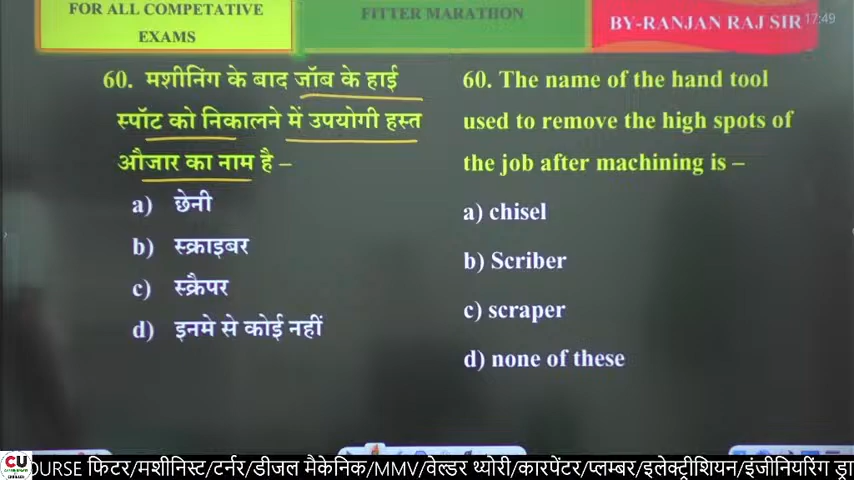 FOR ALL COMPETATIVE
EXAMS
FITTER MARATHON
BY-RANJAN RAJ SIR
17:49
60. मशीनिंग के बाद जॉब के हाई
स्पॉट को निकालने में उपयोगी हस्त
औजार का नाम है –
a) छेनी
b) स्क्राइबर
c) स्क्रैपर
d) इनमे से कोई नहीं
60. The name of the hand tool
used to remove the high spots of
the job after machining is –
a) chisel
b) Scriber
c) scraper
d) none of these
CU
OURSE फिटर/मशीनिस्ट/टर्नर/डीजल मैकेनिक/MMV/वेल्डर थ्योरी/कारपेंटर/प्लम्बर/इलेक्ट्रीशियन/इंजीनियरिंग ड्रा